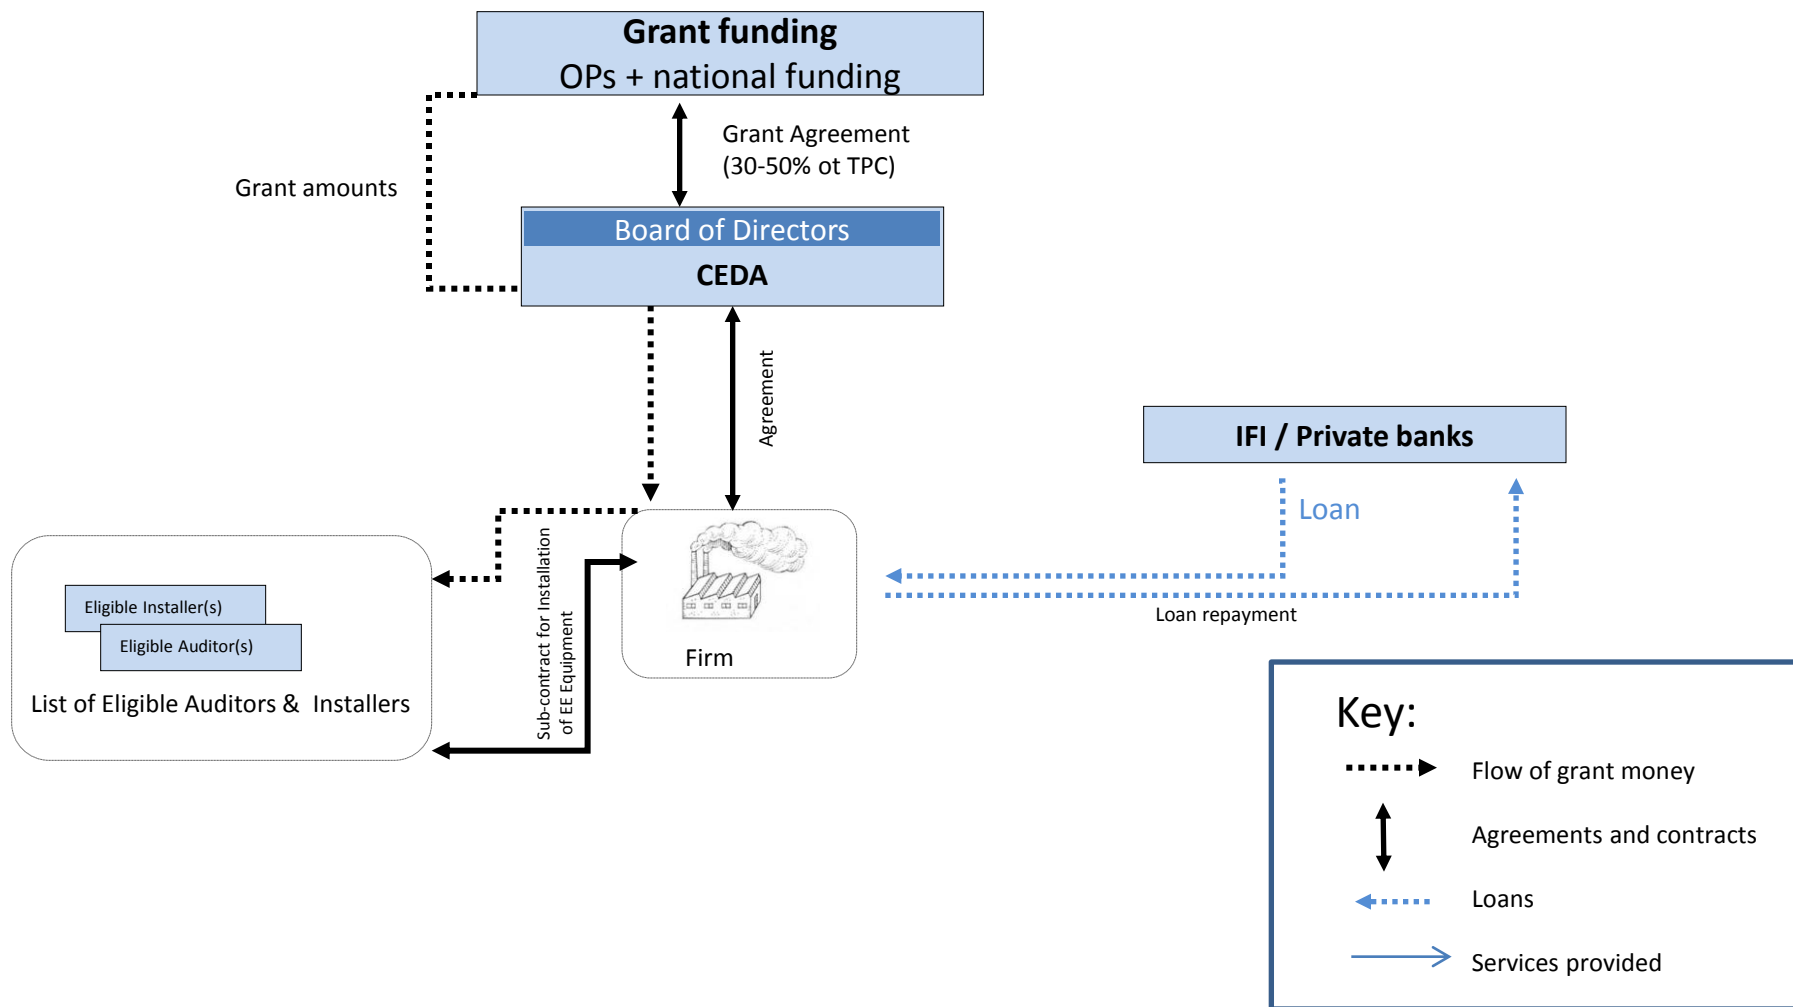 Grant funding
OPs + national funding
Grant Agreement
(30-50% ot TPC)
Grant amounts
Board of Directors
CEDA
Agreement
IFI / Private banks
Loan
Loan repayment
Eligible Installer(s)
Eligible Auditor(s)
List of Eligible Auditors & Installers
Sub-contract for Installation
of EE Equipment
Firm
Key:
Flow of grant money
Agreements and contracts
Loans
Services provided